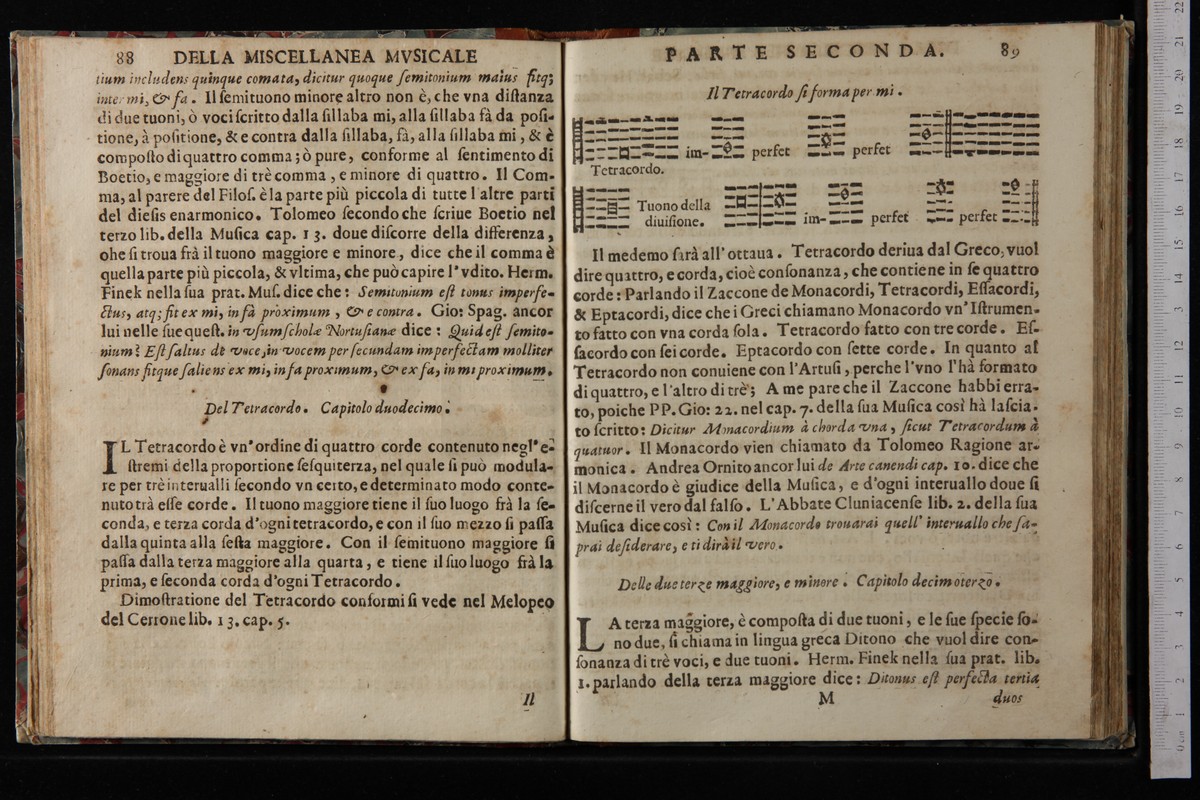 88 DELLA MISCELLANEA MVSICALE
tium includens quinque comata, dicitur quoque ſemitonium maius fitq;
inter mi, & fa. Il ſemituono minore altro non è, che vna diſtanza
di due tuoni, ò voci ſcritto dalla ſillaba mi, alla ſillaba fà da poſi-
tione, à poſitione, & e contra dalla ſillaba, fà, alla ſillaba mi, & è
compoſto di quattro comma; ò pure, conforme al ſentimento di
Boetio, e maggiore di trè comma, e minore di quattro. Il Com-
ma, al parere del Filoſ. è la parte più piccola di tutte l altre parti
del dieſis enarmonico. Tolomeo ſecondo che ſcriue Boetio nel
terzo lib. della Muſica cap. 13. doue diſcorre della differenza,
ohe ſi troua frà il tuono maggiore e minore, dice che il comma è
quella parte più piccola, & vltima, che può capire l'vdito. Herm.
Finek nella ſua prat. Muſ. dice che: Semitonium eſt tonus imperfe-
ctus, atq; fit ex mi, in fà proximum, & e contra. Gio: Spag. ancor
lui nelle ſue queſt. in vſum ſcholæ Nortuſianæ dice: Quid eſt ſemito-
nium? Eſt ſaltus de voce, in vocem per ſecundam imperfectam molliter
ſonans fitque ſaliens ex mi, in fa proximum, & ex fa, in mi proximum.
Del Tetracordo. Capitolo duodecimo.
IL Tetracordo è vn' ordine di quattro corde contenuto negl' e-
ſtremi della proportione ſeſquiterza, nel quale ſi può modula-
re per trè interualli ſecondo vn certo, e determinato modo conte-
nuto trà eſſe corde. Il tuono maggiore tiene il ſuo luogo frà la ſe-
conda, e terza corda d'ogni tetracordo, e con il ſuo mezzo ſi paſſa
dalla quinta alla ſeſta maggiore. Con il ſemituono maggiore ſi
paſſa dalla terza maggiore alla quarta, e tiene il ſuo luogo frà la
prima, e ſeconda corda d'ogni Tetracordo.
Dimoſtratione del Tetracordo conformi ſi vede nel Melopeo
del Cerrone lib. 13. cap. 5.
Il
PARTE SECONDA. 89
Il Tetracordo ſi forma per mi.
im- perfet perfet
Tetracordo.
Tuono della
diuiſione. im- perfet perfet
Il medemo ſarà all' ottaua. Tetracordo deriua dal Greco, vuol
dire quattro, e corda, cioè conſonanza, che contiene in ſe quattro
corde: Parlando il Zaccone de Monacordi, Tetracordi, Eſſacordi,
& Eptacordi, dice che i Greci chiamano Monacordo vn' Iſtrumen-
to fatto con vna corda ſola. Tetracordo fatto con tre corde. Eſ-
ſacordo con ſei corde. Eptacordo con ſette corde. In quanto al
Tetracordo non conuiene con l'Artuſi, perche l'vno l'hà formato
di quattro, e l'altro di trè; A me pare che il Zaccone habbi erra-
to, poiche PP. Gio: 22. nel cap. 7. della ſua Muſica così hà laſcia-
to ſcritto: Dicitur Monacordium à chorda vna, ſicut Tetracordum à
quatuor. Il Monacordo vien chiamato da Tolomeo Ragione ar-
monica. Andrea Ornito ancor lui de Arte canendi cap. 10. dice che
il Monacordo è giudice della Muſica, e d'ogni interuallo doue ſi
diſcerne il vero dal falſo. L'Abbate Cluniacenſe lib. 2. della ſua
Muſica dice così: Con il Monacordo trouarai quell' interuallo che ſa-
prai deſiderare, e ti dirà il vero.
Delle due terze maggiore, e minore. Capitolo decimoterzo.
LA terza maggiore, è compoſta di due tuoni, e le ſue ſpecie ſo-
no due, ſi chiama in lingua greca Ditono che vuol dire con-
ſonanza di trè voci, e due tuoni. Herm. Finek nella ſua prat. lib.
1. parlando della terza maggiore dice: Ditonus eſt perfecta tertia
M duos